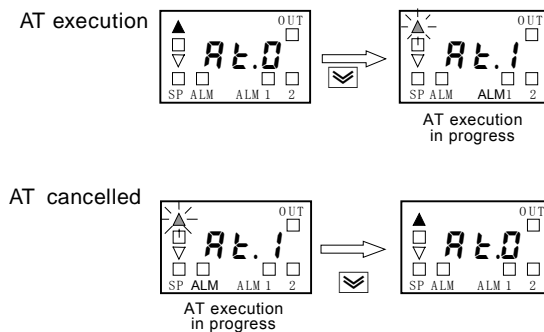 AT execution
OUT
At.0
SP ALM ALM 1 2
OUT
At.1
SP ALM ALM1 2
AT execution
in progress
AT cancelled
OUT
At.1
SP ALM ALM 1 2
AT execution
in progress
OUT
At.0
SP ALM ALM 1 2